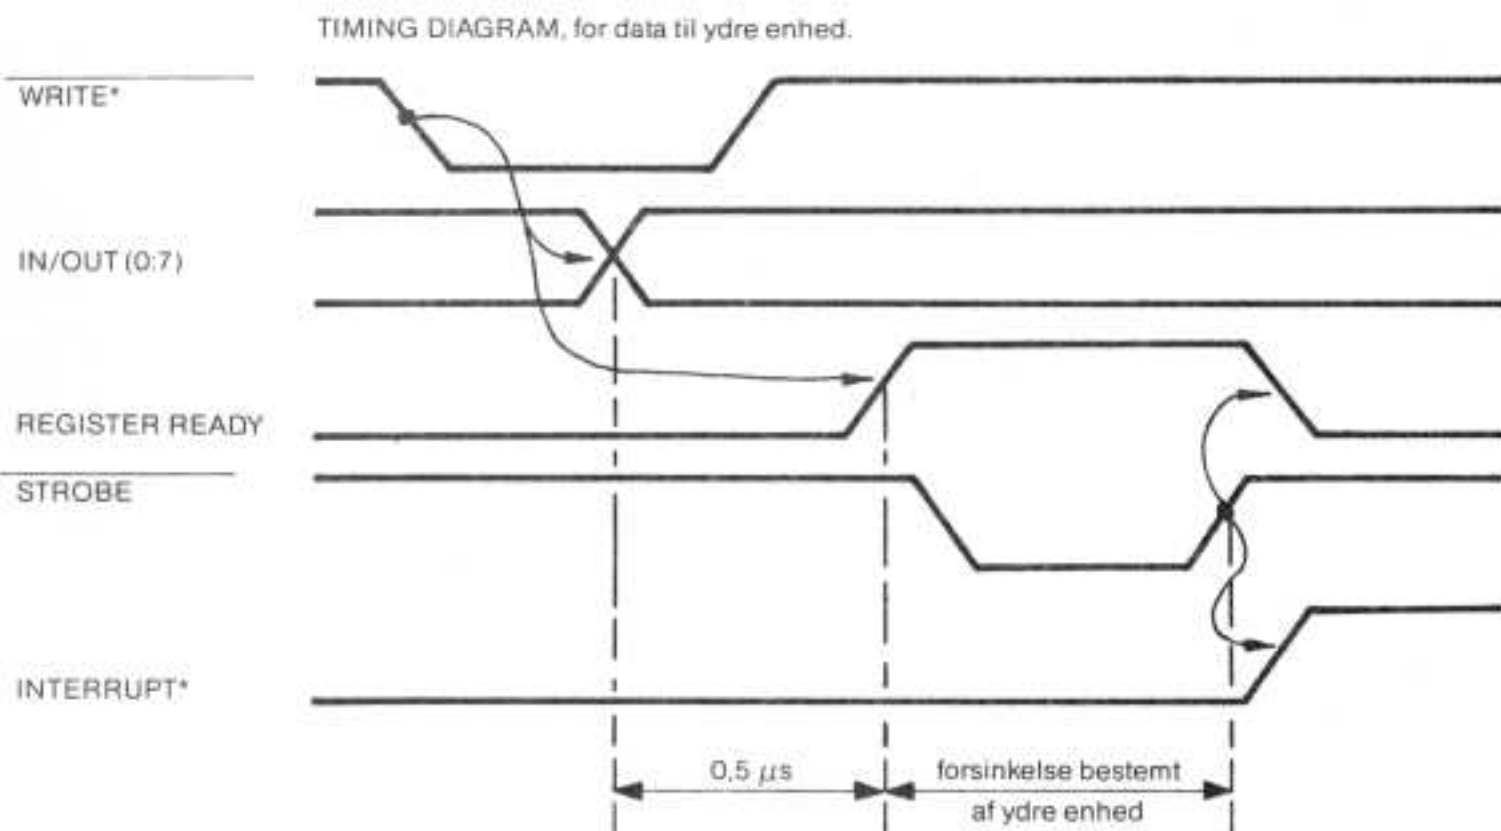 TIMING DIAGRAM, for data til ydre enhed.
WRITE*
IN/OUT (0:7)
REGISTER READY
STROBE
INTERRUPT*
0,5 μs
forsinkelse bestemt
af ydre enhed